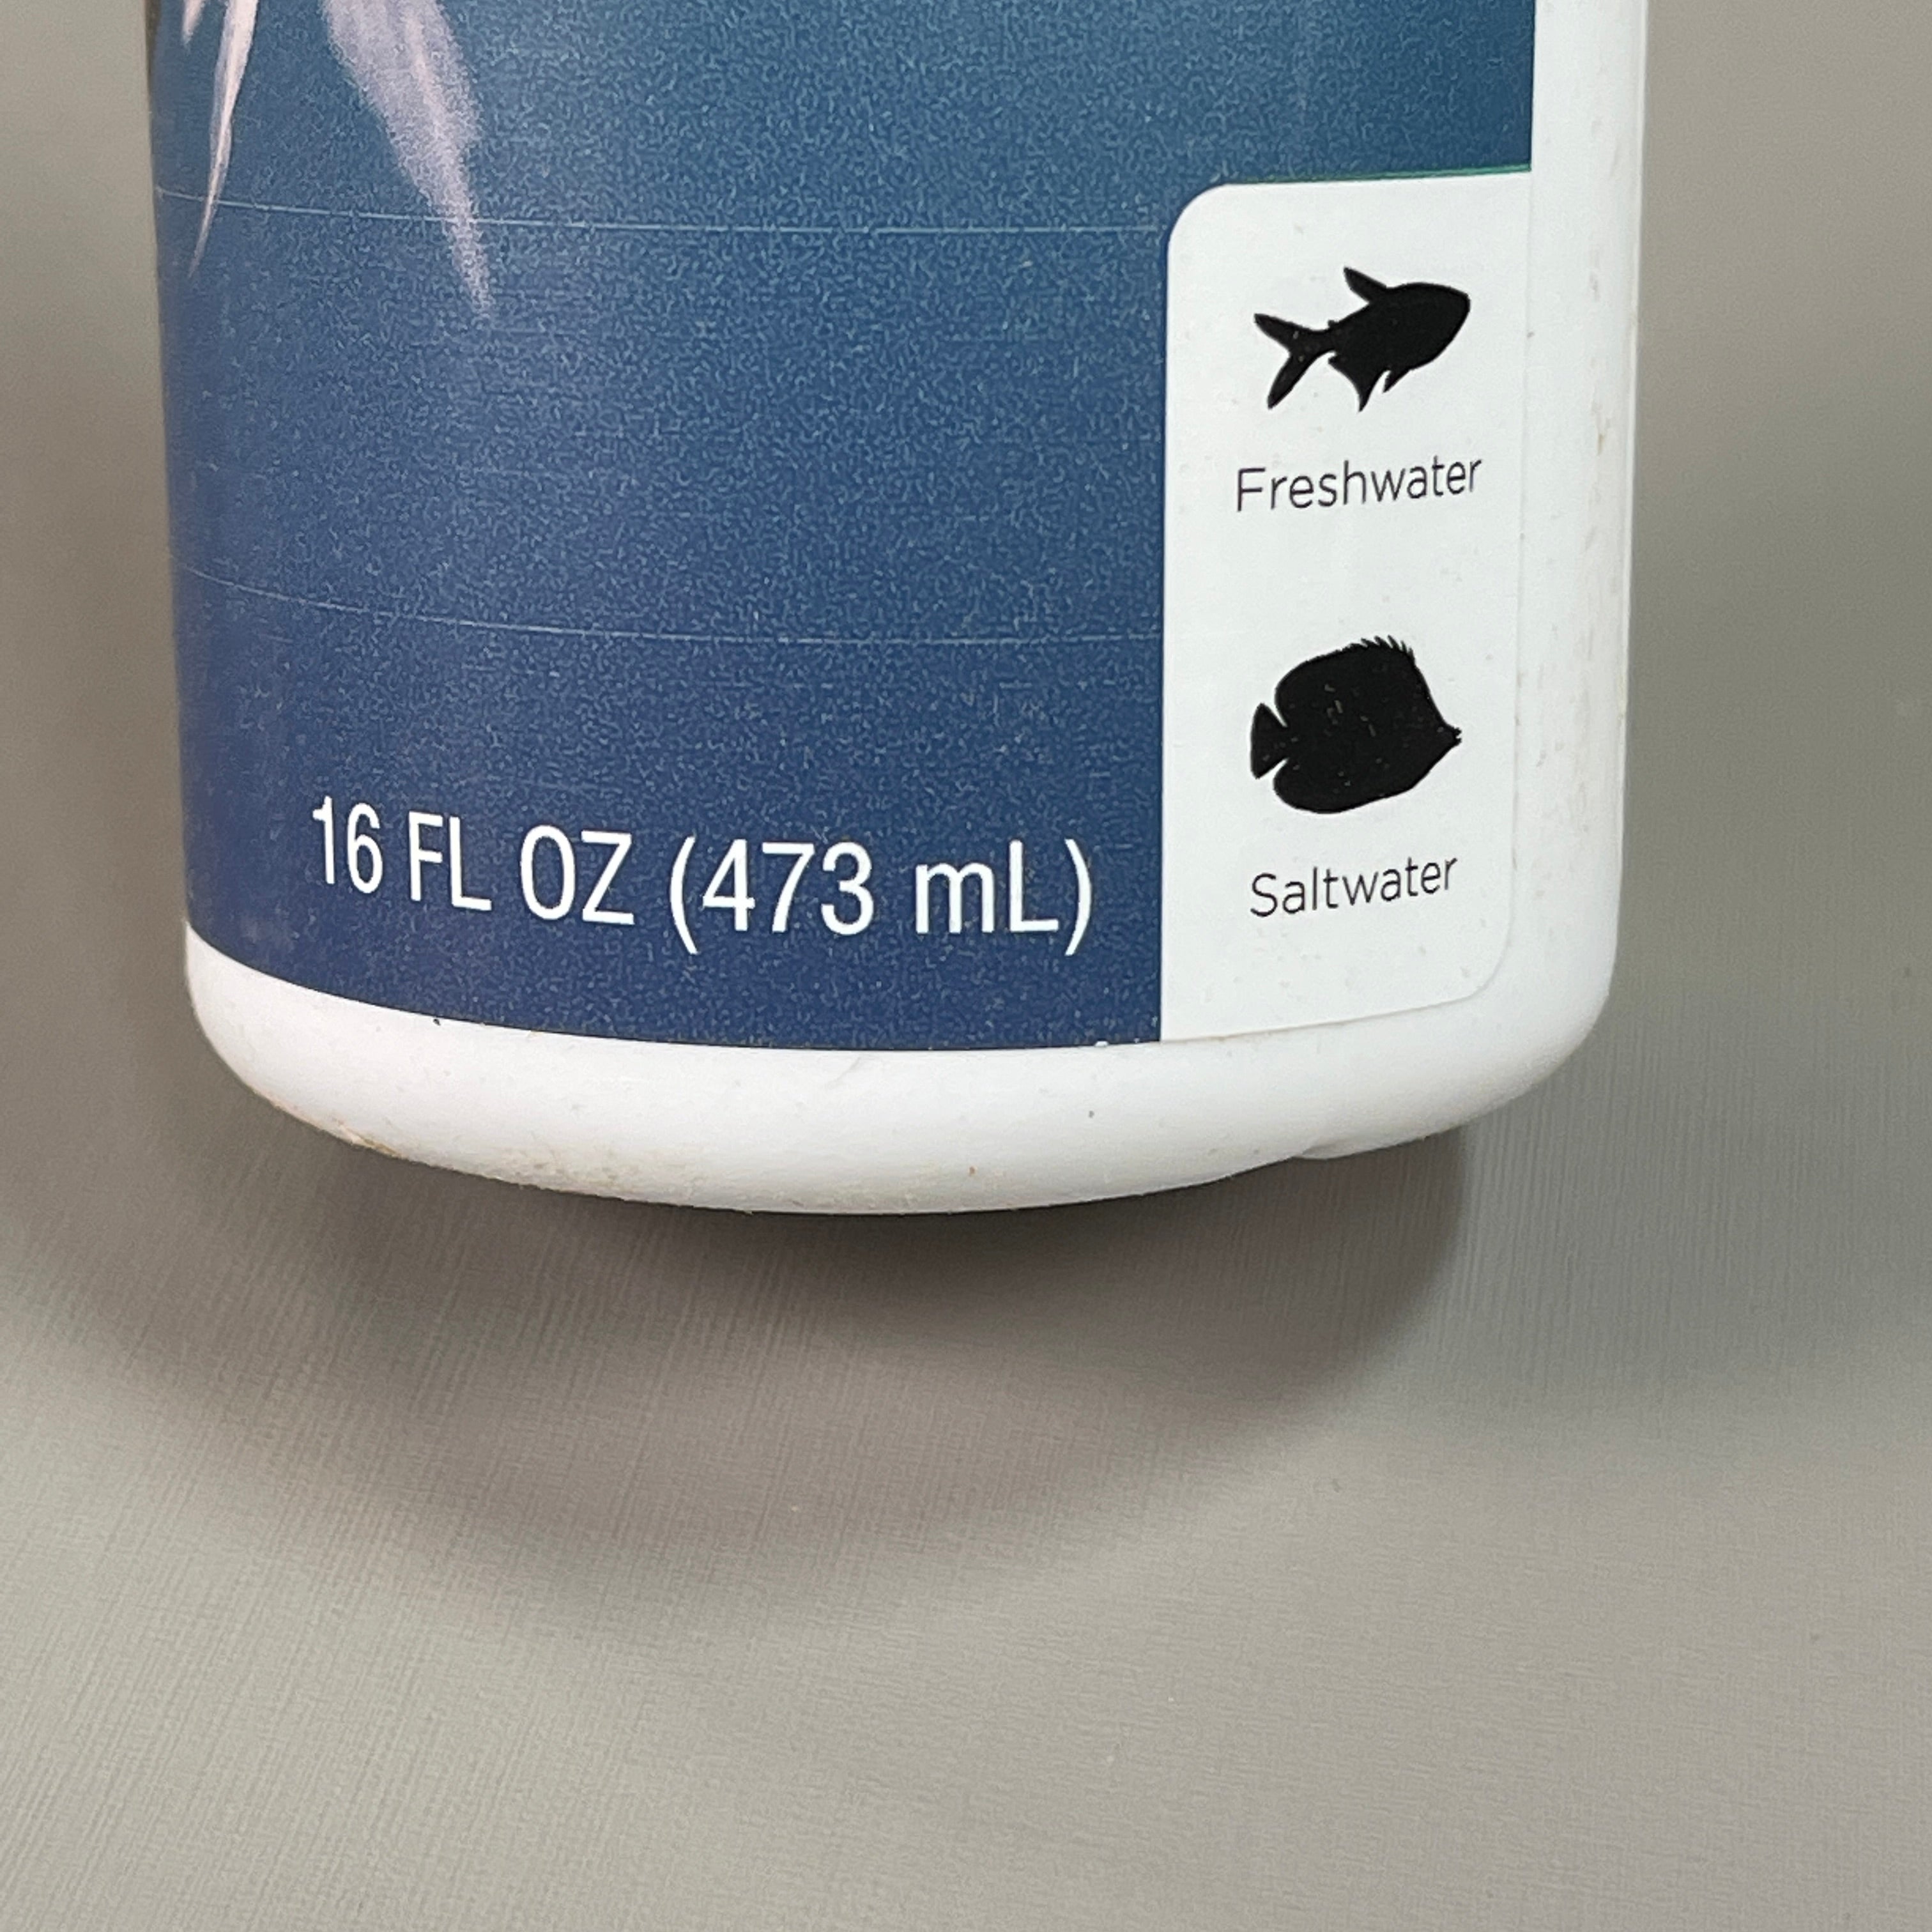 Freshwater
Saltwater
16 FL OZ (473 mL)